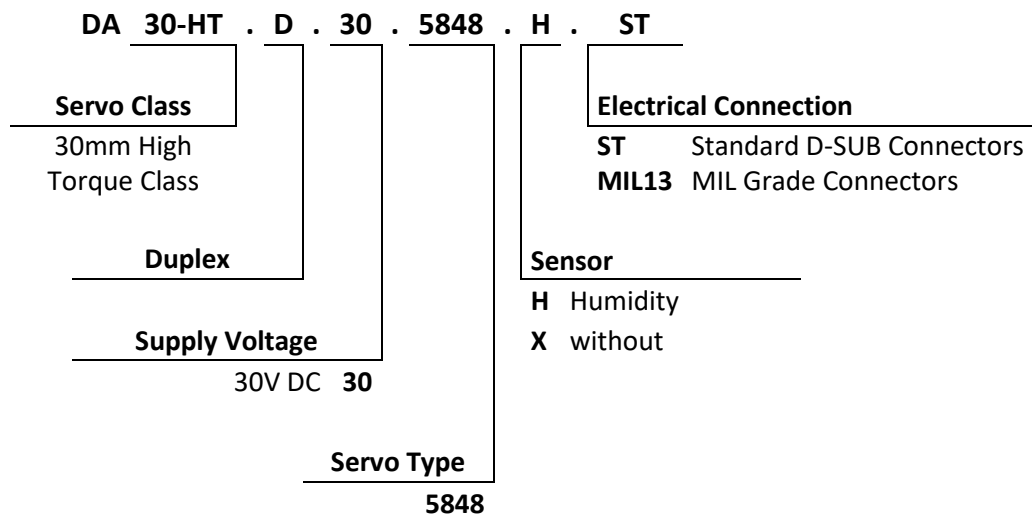 DA 30-HT . D . 30 . 5848 . H . ST
Servo Class
30mm High
Torque Class
Electrical Connection
ST Standard D-SUB Connectors
MIL13 MIL Grade Connectors
Duplex
Sensor
H Humidity
X without
Supply Voltage
30V DC 30
Servo Type
5848